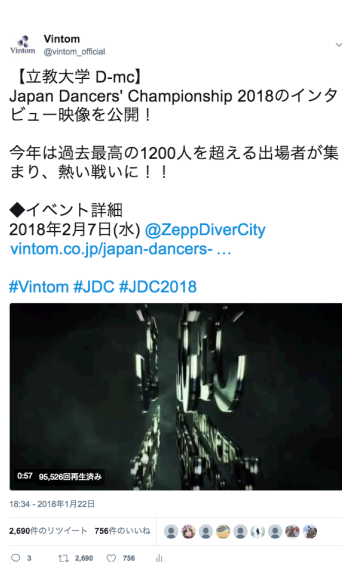 Vintom
Vintom
@vintom_official
【立教大学 D-mc】
Japan Dancers' Championship 2018のインタ
ビュー映像を公開！
今年は過去最高の1200人を超える出場者が集
まり、熱い戦いに！！
◆イベント詳細
2018年2月7日(水) @ZeppDiverCity
vintom.co.jp/japan-dancers- …
#Vintom #JDC #JDC2018
0:57 95,526回再生済み
18:34 - 2018年1月22日
2,690件のリツイート 756件のいいね
3 2,690 756